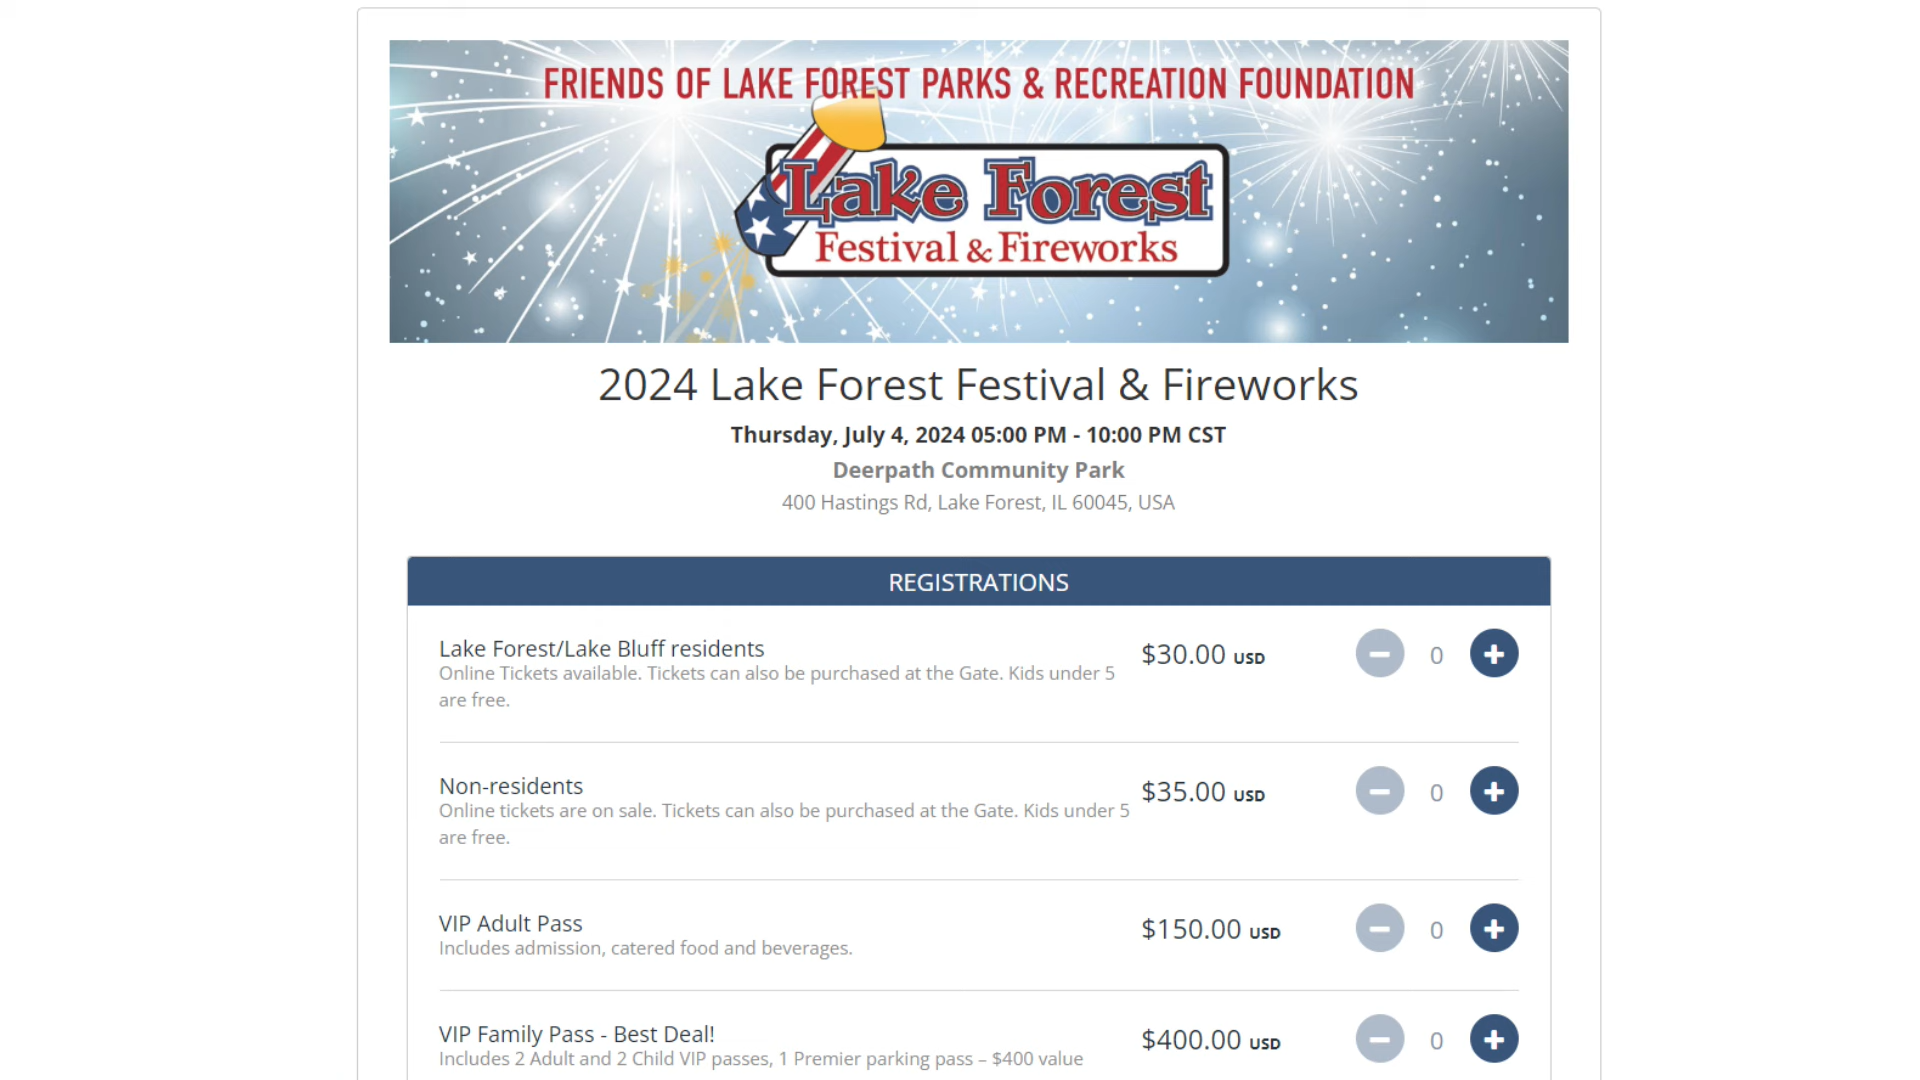 FRIENDS OF LAKE FOREST PARKS & RECREATION FOUNDATION
Lake Forest
Festival & Fireworks
2024 Lake Forest Festival & Fireworks
Thursday, July 4, 2024 05:00 PM - 10:00 PM CST
Deerpath Community Park
400 Hastings Rd, Lake Forest, IL 60045, USA
REGISTRATIONS
Lake Forest/Lake Bluff residents
$30.00 USD
0
Online Tickets available. Tickets can also be purchased at the Gate. Kids under 5
are free.
Non-residents
$35.00 USD
0
Online tickets are on sale. Tickets can also be purchased at the Gate. Kids under 5
are free.
VIP Adult Pass
$150.00 USD
0
Includes admission, catered food and beverages.
VIP Family Pass - Best Deal!
$400.00 USD
0
Includes 2 Adult and 2 Child VIP passes, 1 Premier parking pass – $400 value